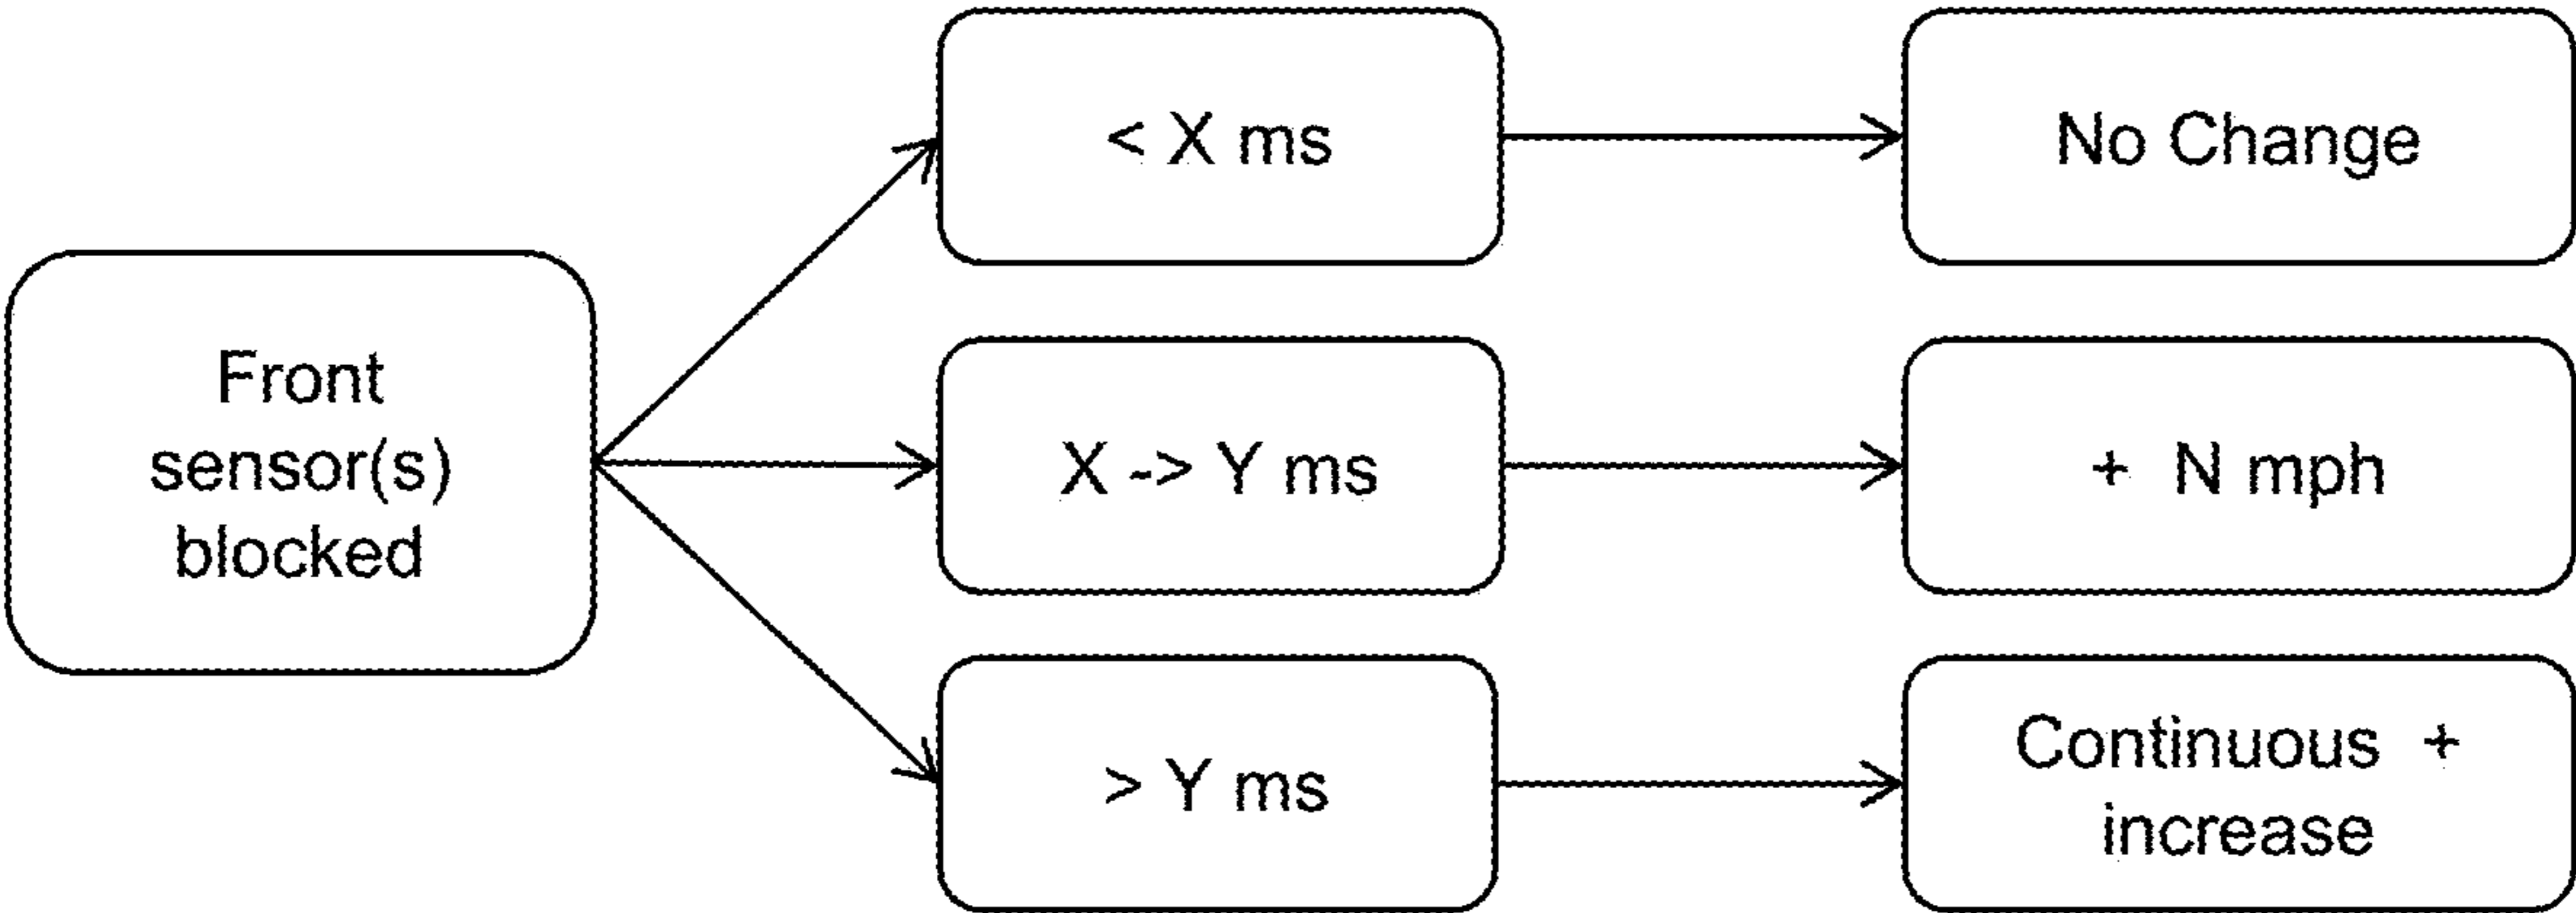 Front
sensor(s)
blocked
< X ms
No Change
X -> Y ms
+ N mph
> Y ms
Continuous +
increase